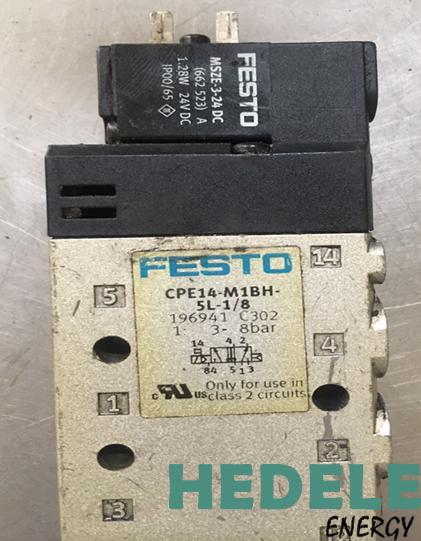 FESTO
MSZE-3-24 DC
(662 523) A
1.28W 24V DC
IP00/65
FESTO
CPE14-M1BH-
5L-1/8
196941 C302
1: 3- 8bar
14 4 2
84 5 1 3
c US Only for use in
class 2 circuits
14
5
4
1
2
3
HEDELE
ENERGY